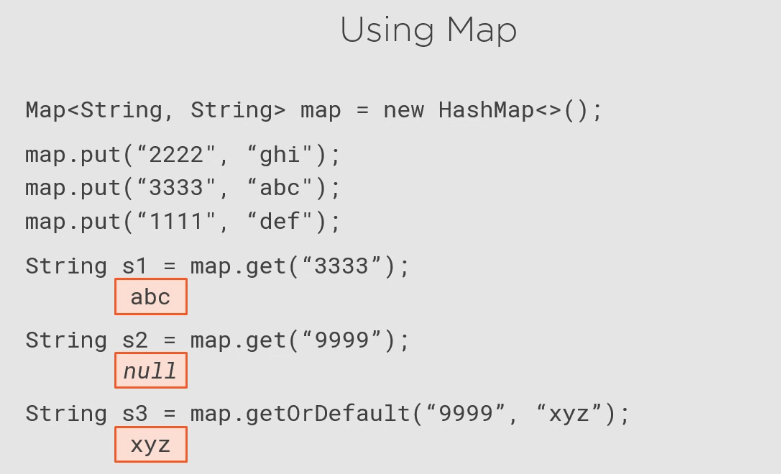 Using Map
Map<String, String> map = new HashMap<>();
map.put(“2222", “ghi");
map.put(“3333", “abc");
map.put(“1111", “def");
String s1 = map.get(“3333”);
abc
String s2 = map.get(“9999”);
null
String s3 = map.getOrDefault(“9999”, “xyz”);
xyz